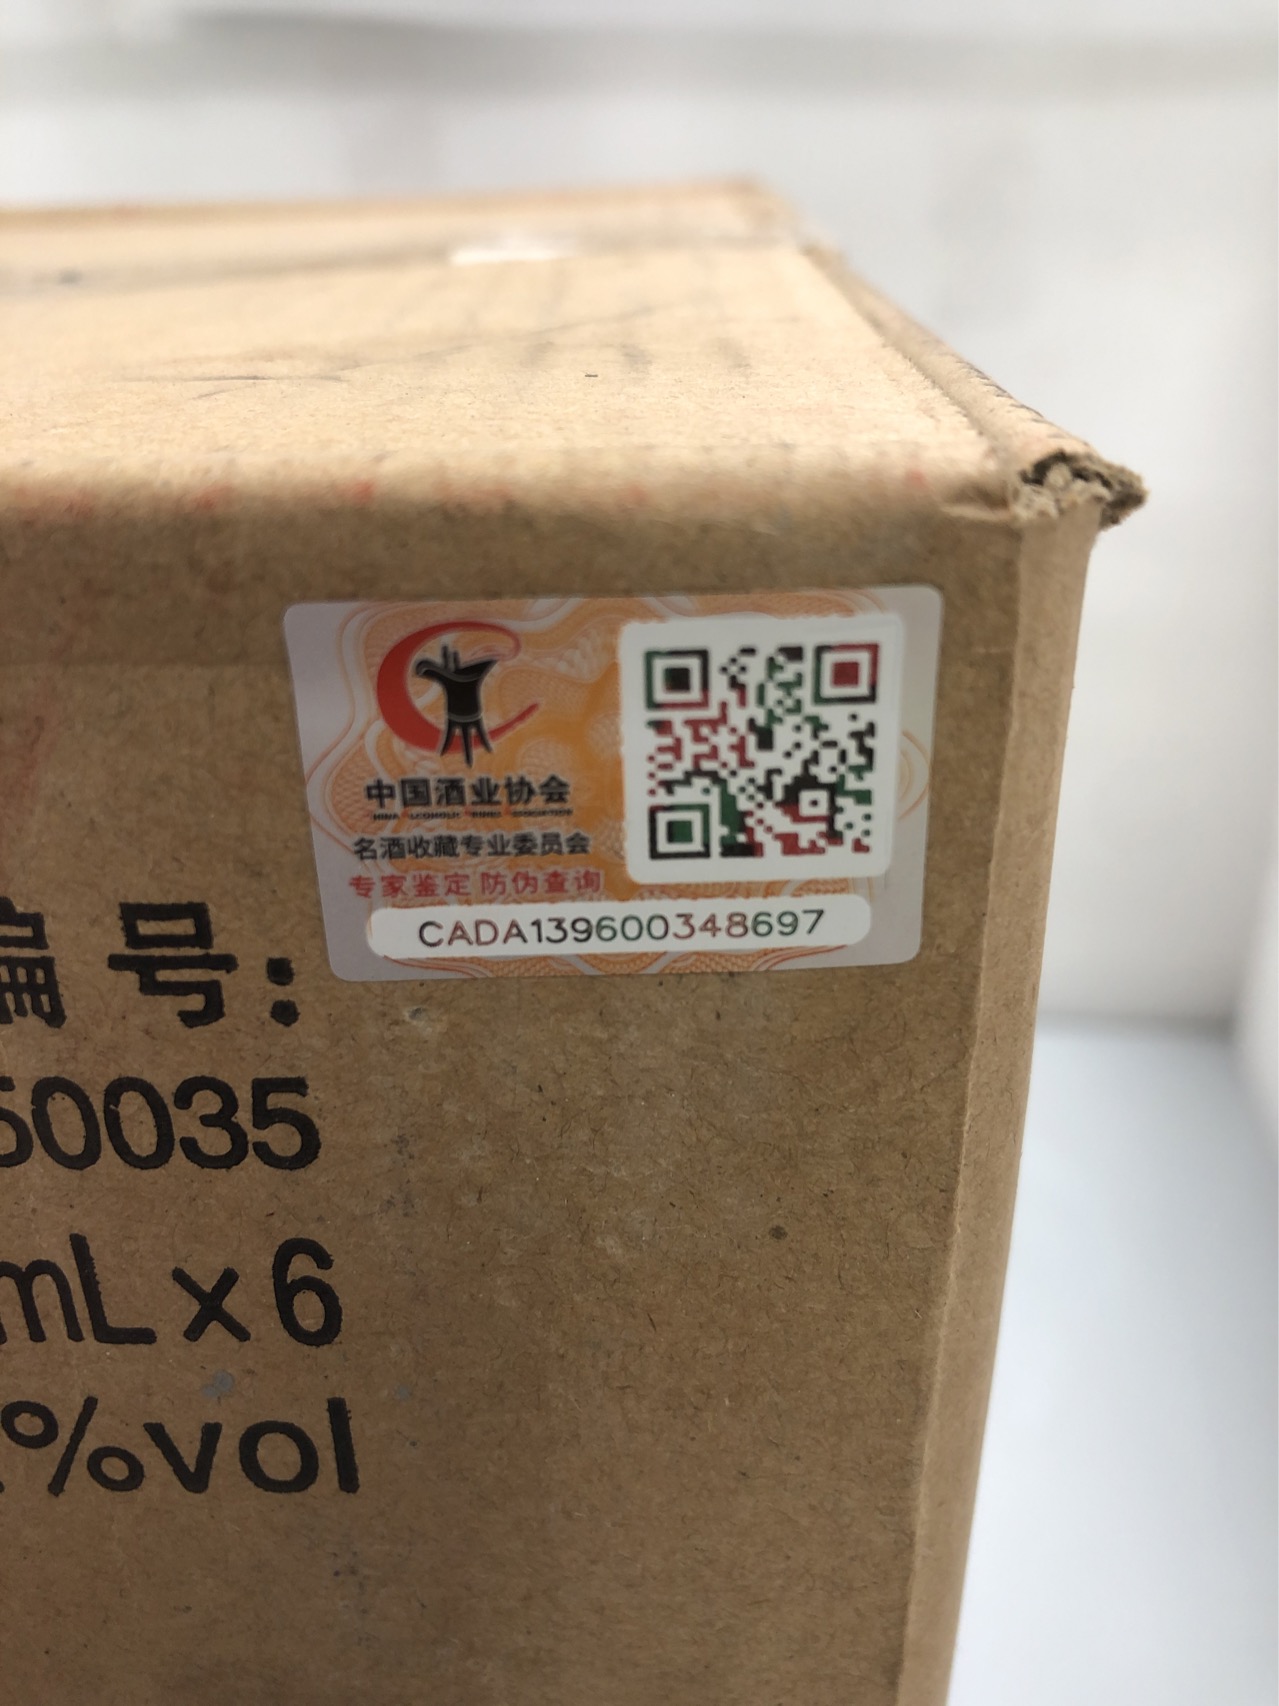 中国酒业协会
名酒收藏专业委员会
专家鉴定 防伪查询
CADA139600348697
编号:
50035
mL×6
%vol